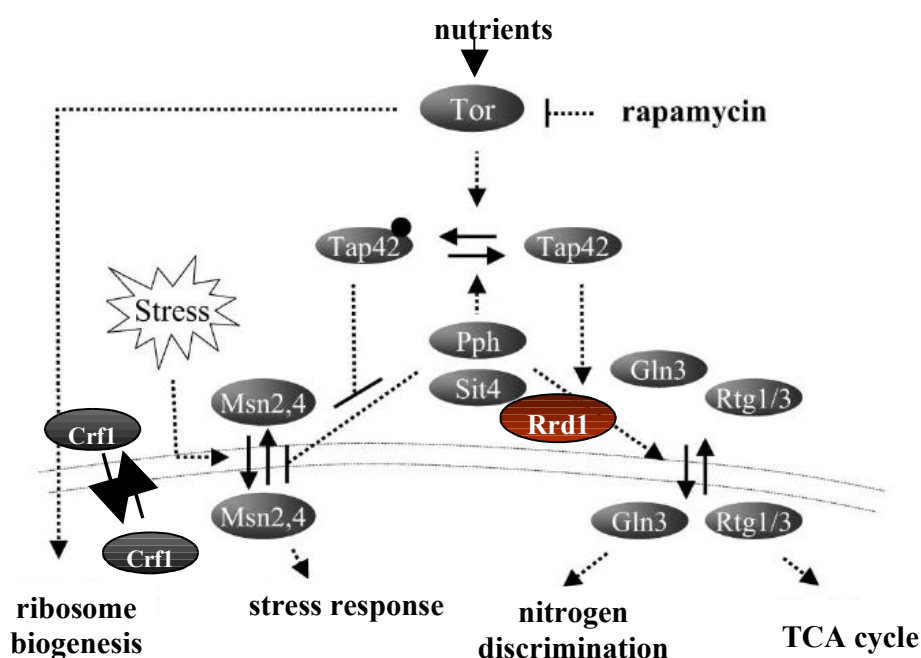 nutrients
Tor
rapamycin
Tap42
Tap42
Stress
Pph
Gln3
Sit4
Rtg1/3
Msn2,4
Rrd1
Crf1
Msn2,4
Gln3
Rtg1/3
Crf1
ribosome
biogenesis
stress response
nitrogen
discrimination
TCA cycle